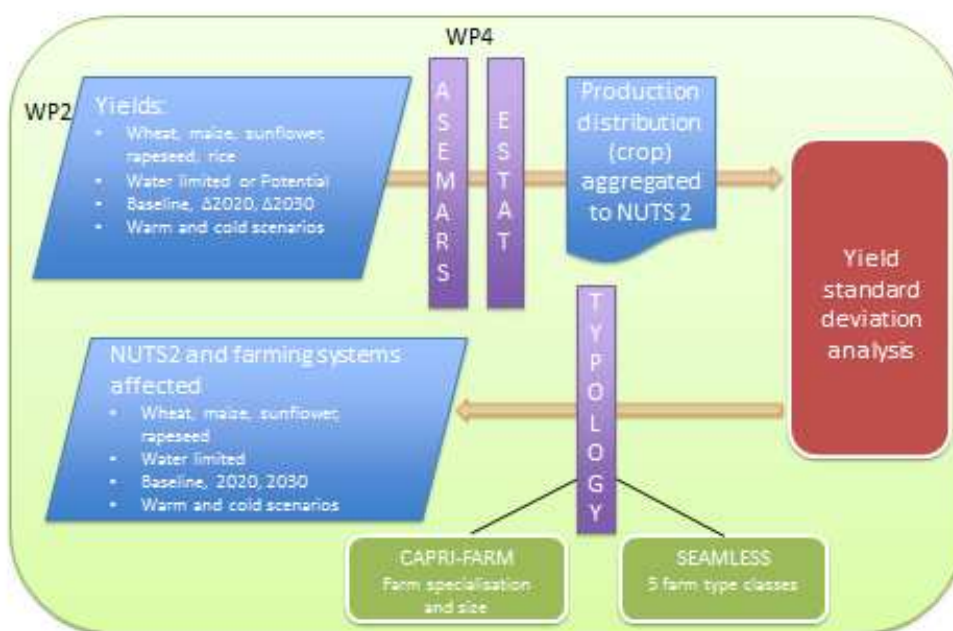 WP4
WP2
Yields:
• Wheat, maize, sunflower,
rapeseed, rice
• Water limited or Potential
• Baseline, Δ2020, Δ2030
• Warm and cold scenarios
A
S
E
M
A
R
S
E
S
T
A
T
Production
distribution
(crop)
aggregated
to NUTS 2
Yield
standard
deviation
analysis
T
Y
P
O
L
O
G
Y
NUTS2 and farming systems
affected
• Wheat, maize, sunflower,
rapeseed
• Water limited
• Baseline, 2020, 2030
• Warm and cold scenarios
CAPRI-FARM
Farm specialisation
and size
SEAMLESS
5 farm type classes